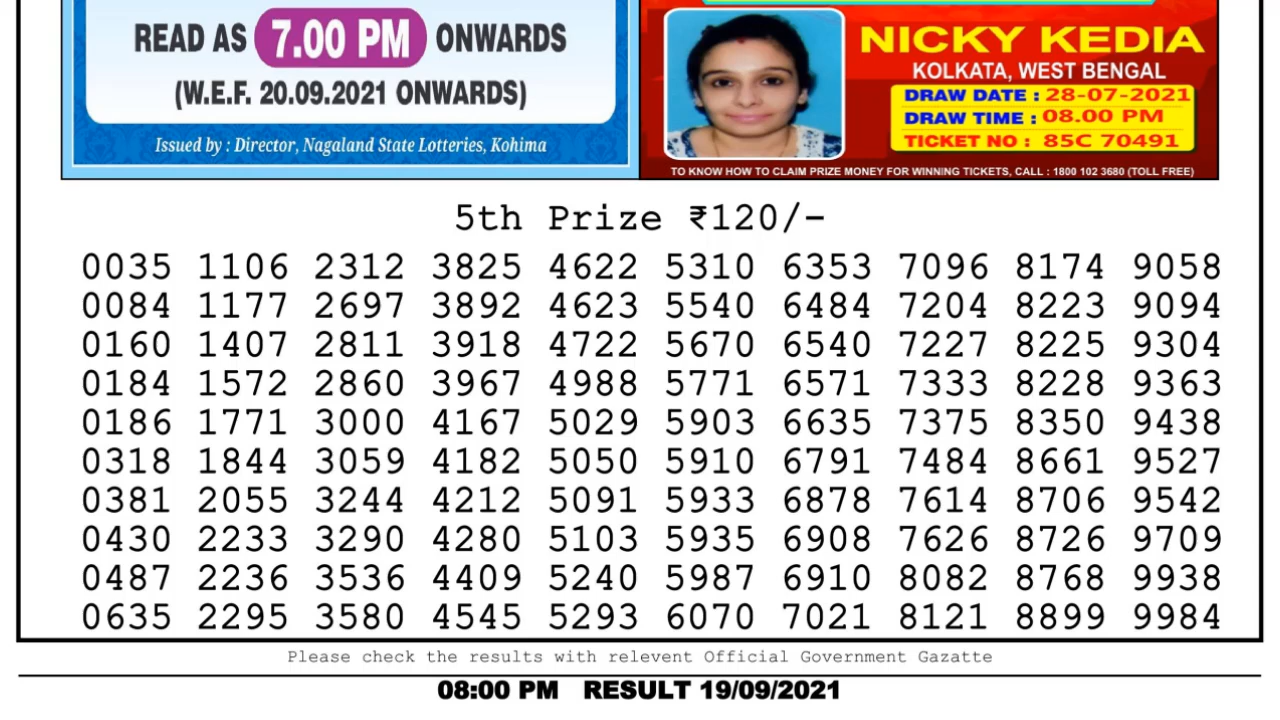 READ AS 7.00 PM ONWARDS
(W.E.F. 20.09.2021 ONWARDS)
Issued by : Director, Nagaland State Lotteries, Kohima
NICKY KEDIA
KOLKATA, WEST BENGAL
DRAW DATE : 28-07-2021
DRAW TIME : 08.00 PM
TICKET NO : 85C 70491
TO KNOW HOW TO CLAIM PRIZE MONEY FOR WINNING TICKETS, CALL : 1800 102 3680 (TOLL FREE)
5th Prize ₹120/-
0035 1106 2312 3825 4622 5310 6353 7096 8174 9058
0084 1177 2697 3892 4623 5540 6484 7204 8223 9094
0160 1407 2811 3918 4722 5670 6540 7227 8225 9304
0184 1572 2860 3967 4988 5771 6571 7333 8228 9363
0186 1771 3000 4167 5029 5903 6635 7375 8350 9438
0318 1844 3059 4182 5050 5910 6791 7484 8661 9527
0381 2055 3244 4212 5091 5933 6878 7614 8706 9542
0430 2233 3290 4280 5103 5935 6908 7626 8726 9709
0487 2236 3536 4409 5240 5987 6910 8082 8768 9938
0635 2295 3580 4545 5293 6070 7021 8121 8899 9984
Please check the results with relevent Official Government Gazatte
08:00 PM RESULT 19/09/2021